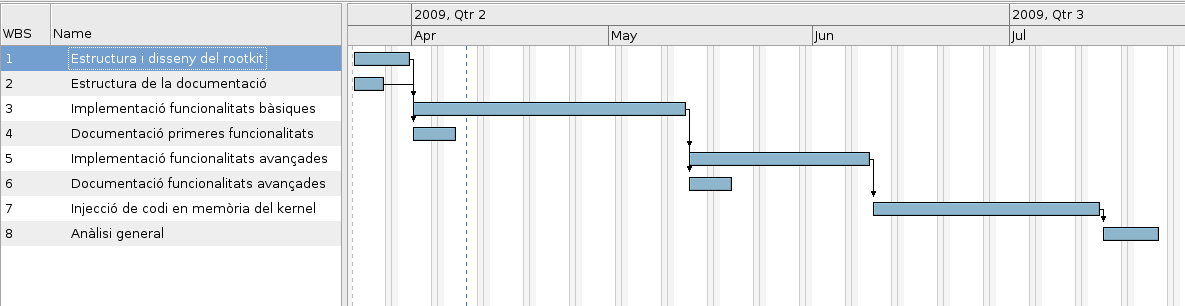 2009, Qtr 2 2009, Qtr 3
WBS Name Apr May Jun Jul
1 Estructura i disseny del rootkit
2 Estructura de la documentació
3 Implementació funcionalitats bàsiques
4 Documentació primeres funcionalitats
5 Implementació funcionalitats avançades
6 Documentació funcionalitats avançades
7 Injecció de codi en memòria del kernel
8 Anàlisi general